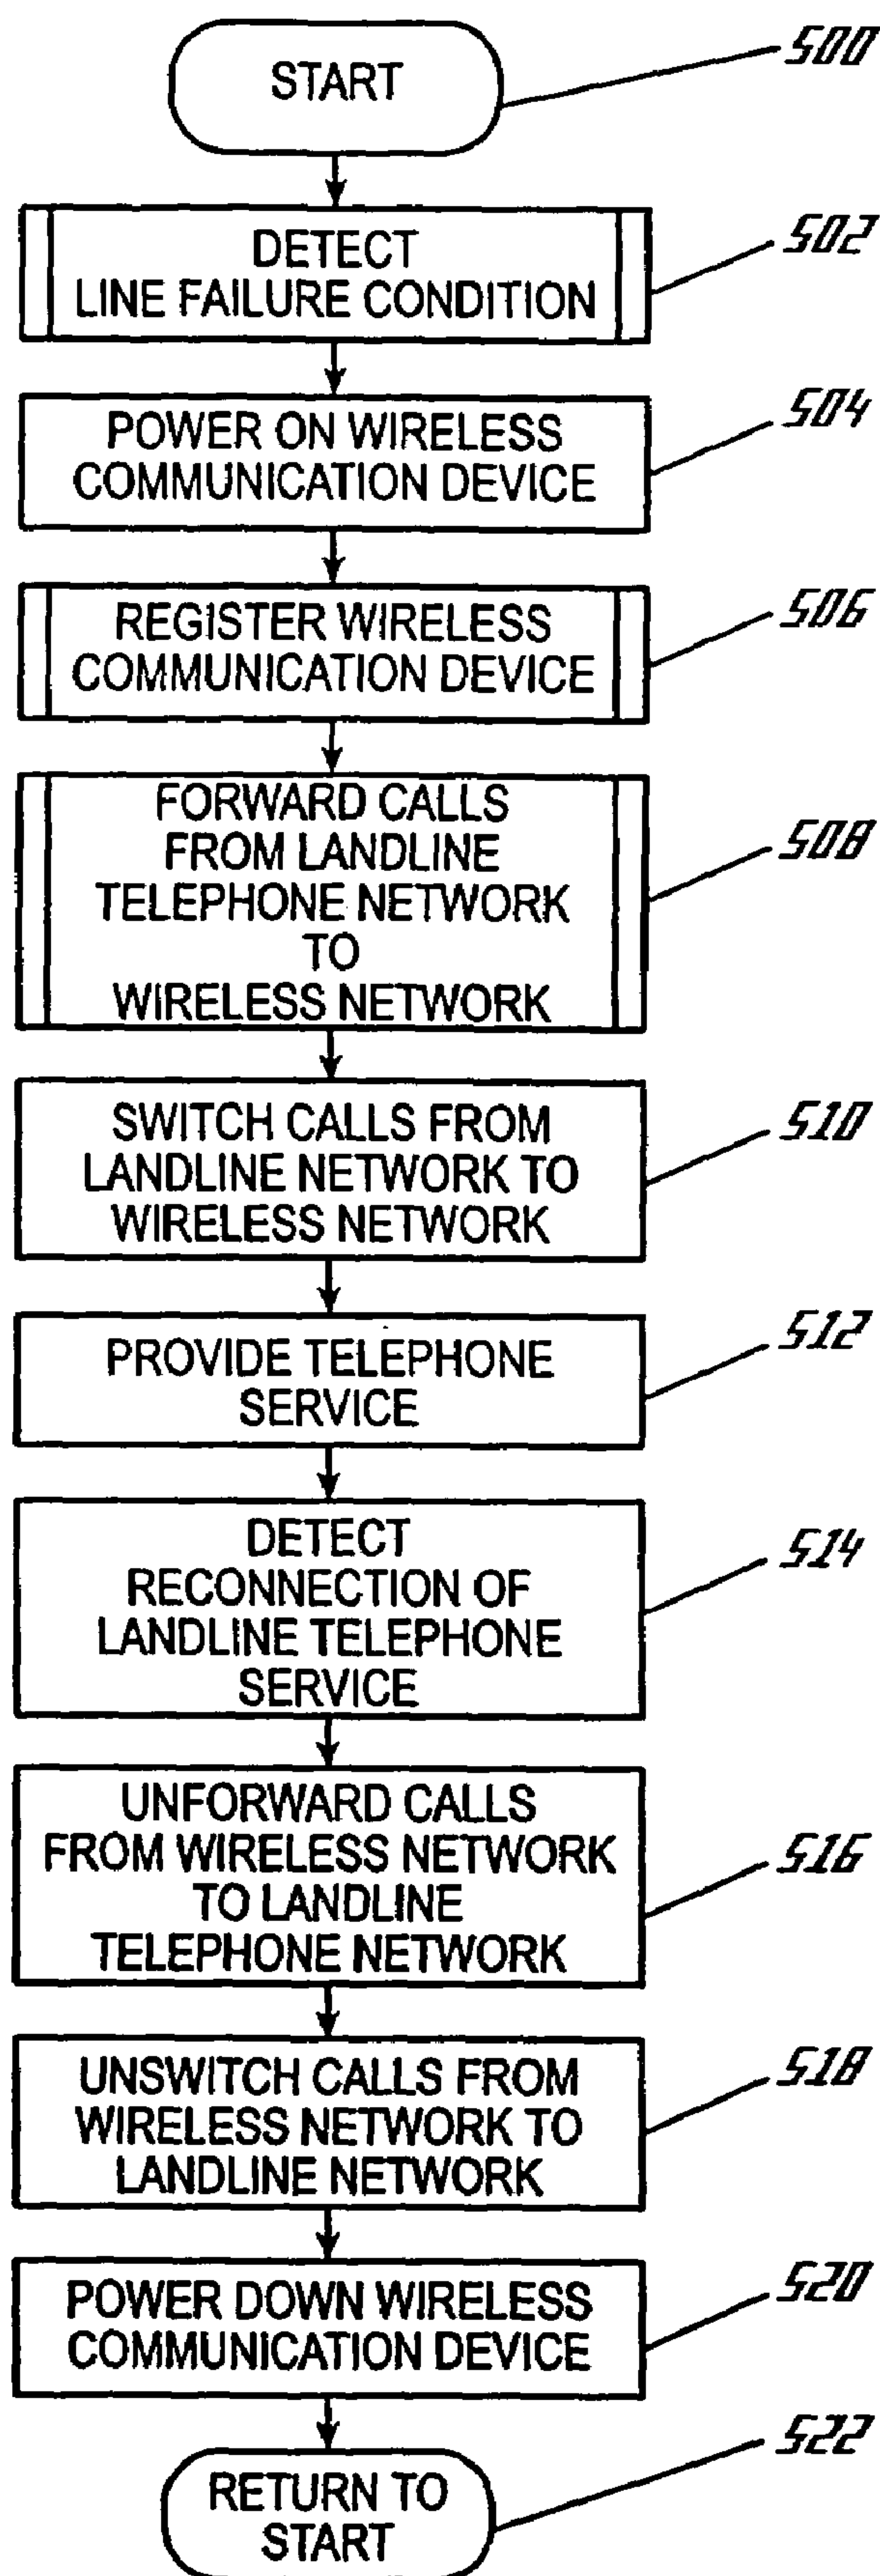 START
500
DETECT
LINE FAILURE CONDITION
502
POWER ON WIRELESS
COMMUNICATION DEVICE
504
REGISTER WIRELESS
COMMUNICATION DEVICE
506
FORWARD CALLS
FROM LANDLINE
TELEPHONE NETWORK
TO
WIRELESS NETWORK
508
SWITCH CALLS FROM
LANDLINE NETWORK TO
WIRELESS NETWORK
510
PROVIDE TELEPHONE
SERVICE
512
DETECT
RECONNECTION OF
LANDLINE TELEPHONE
SERVICE
514
UNFORWARD CALLS
FROM WIRELESS NETWORK
TO LANDLINE
TELEPHONE NETWORK
516
UNSWITCH CALLS FROM
WIRELESS NETWORK TO
LANDLINE NETWORK
518
POWER DOWN WIRELESS
COMMUNICATION DEVICE
520
RETURN TO
START
522